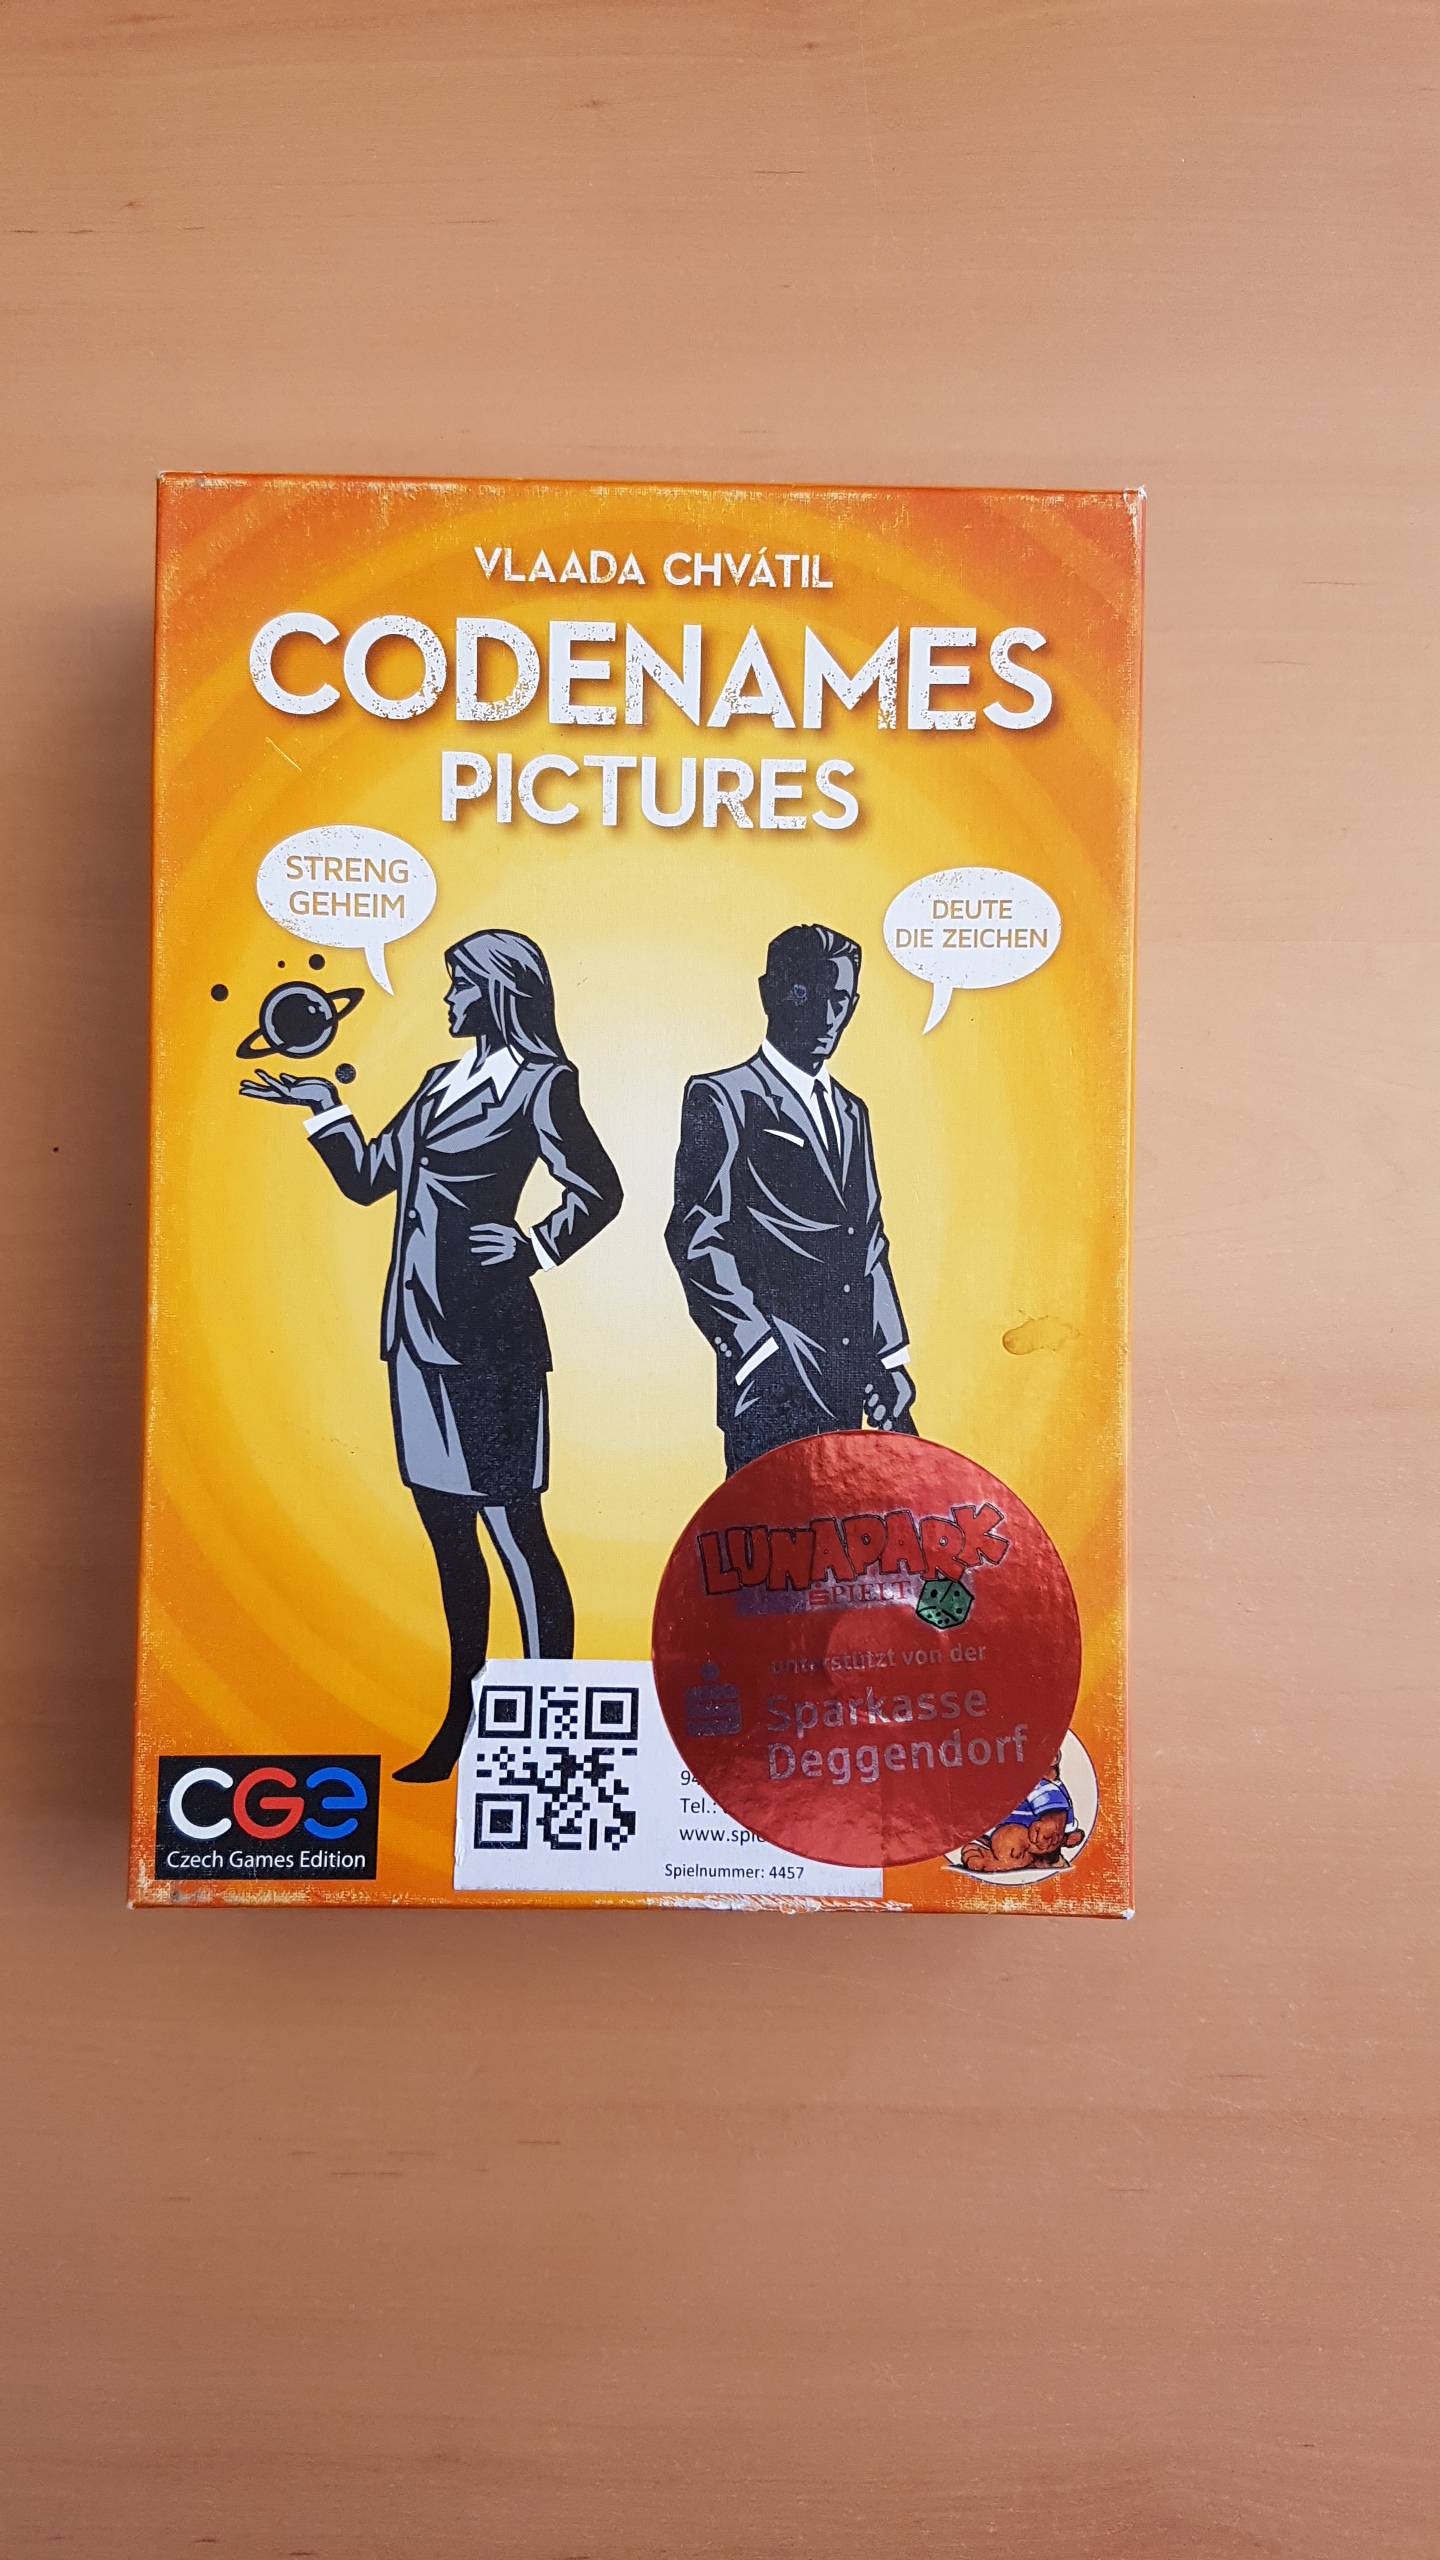 VLAADA CHVÁTIL
CODENAMES
PICTURES
STRENG
GEHEIM
DEUTE
DIE ZEICHEN
LUNAPARK
SPIELT
unterstützt von der
Sparkasse
Deggendorf
94
Tel.:
www.spie
Spielnummer: 4457
CGE
Czech Games Edition